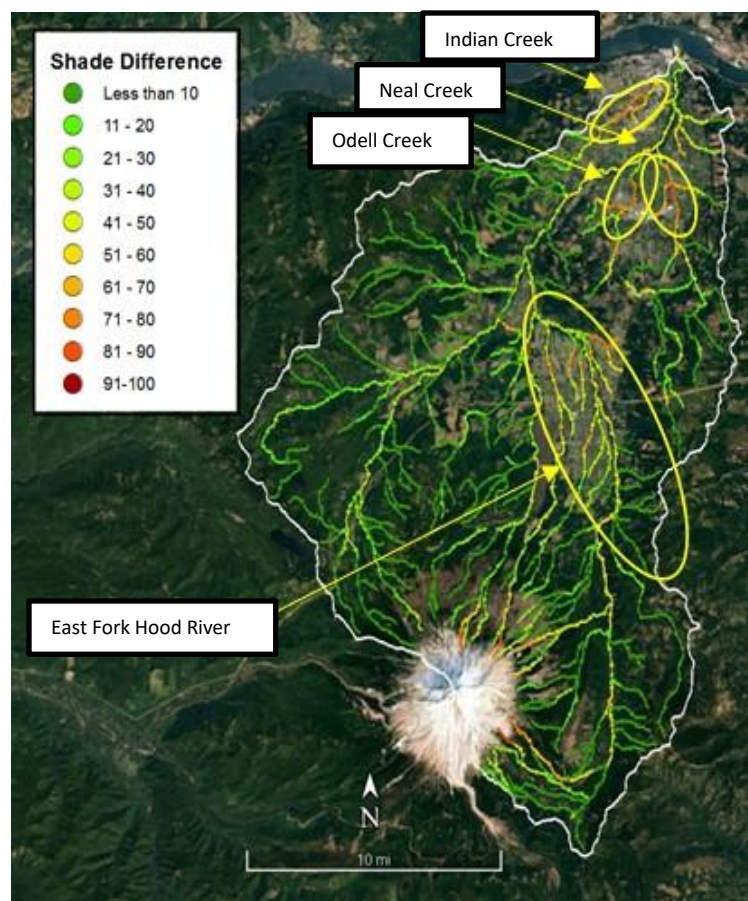 Indian Creek
Neal Creek
Odell Creek
Shade Difference
Less than 10
11 - 20
21 - 30
31 - 40
41 - 50
51 - 60
61 - 70
71 - 80
81 - 90
91-100
East Fork Hood River
N
10 mi